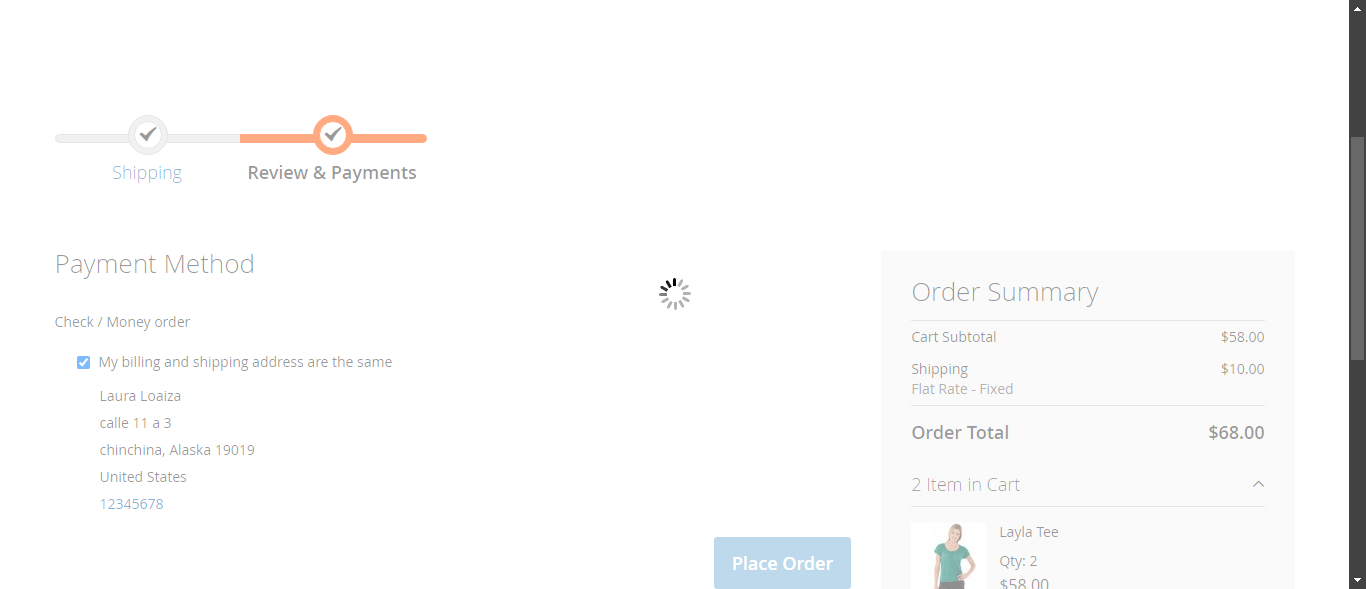 Shipping
Review & Payments
Payment Method
Check / Money order
My billing and shipping address are the same
Laura Loaiza
calle 11 a 3
chinchina, Alaska 19019
United States
12345678
Place Order
Order Summary
Cart Subtotal $58.00
Shipping $10.00
Flat Rate - Fixed
Order Total $68.00
2 Item in Cart
Layla Tee
Qty: 2
$58.00